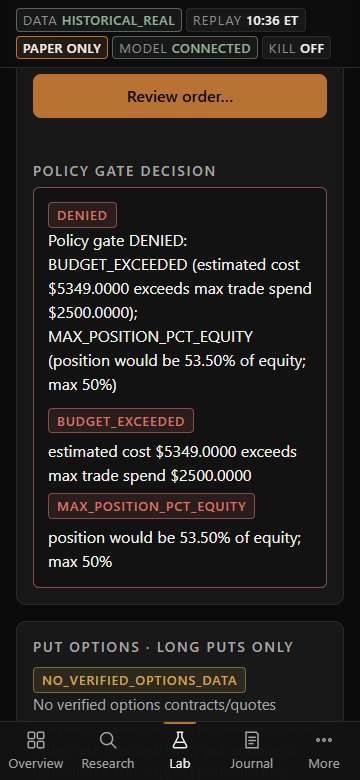 DATA HISTORICAL_REAL REPLAY 10:36 ET
PAPER ONLY MODEL CONNECTED KILL OFF
Review order...
POLICY GATE DECISION
DENIED
Policy gate DENIED:
BUDGET_EXCEEDED (estimated cost
$5349.0000 exceeds max trade spend
$2500.0000);
MAX_POSITION_PCT_EQUITY
(position would be 53.50% of equity;
max 50%)
BUDGET_EXCEEDED
estimated cost $5349.0000 exceeds
max trade spend $2500.0000
MAX_POSITION_PCT_EQUITY
position would be 53.50% of equity;
max 50%
PUT OPTIONS · LONG PUTS ONLY
NO_VERIFIED_OPTIONS_DATA
No verified options contracts/quotes
Overview Research Lab Journal More